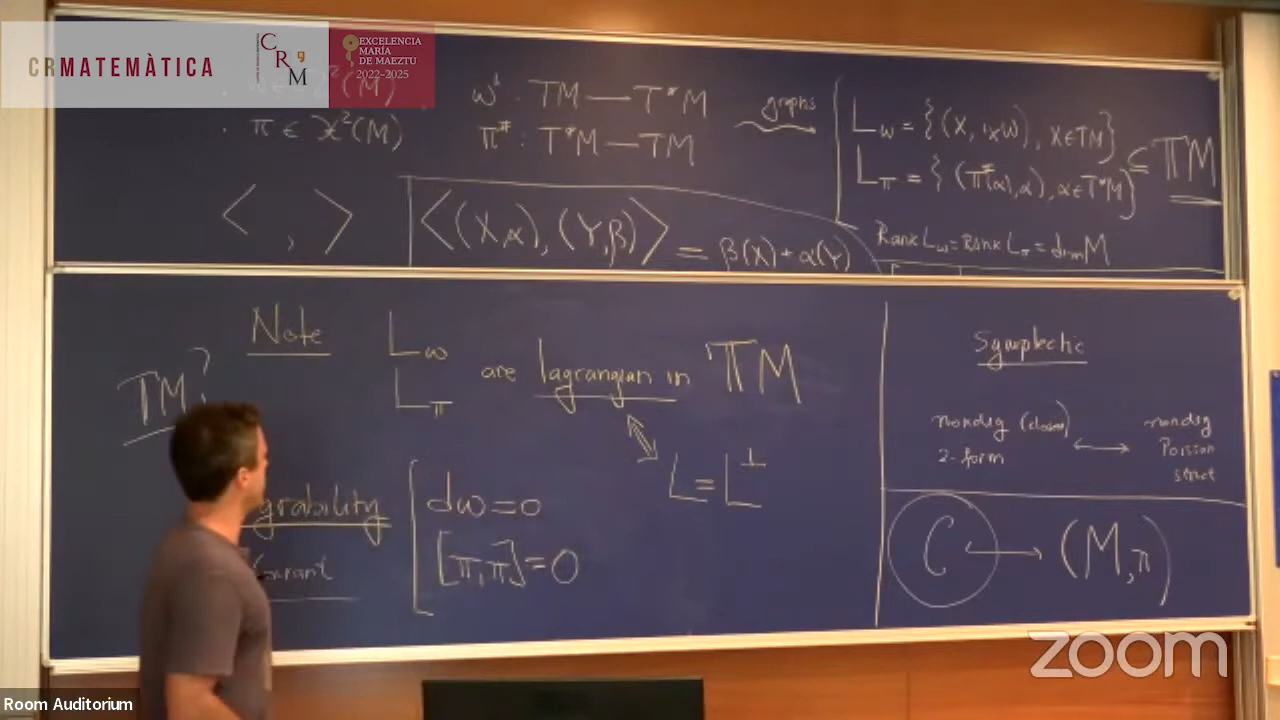 CRMATEMÀTICA
CRM
EXCELENCIA
MARÍA
DE MAEZTU
2022-2025
²(M)
· π ∈ 𝔛²(M)
ω♭ : TM — T*M
π# : T*M — TM
graphs
L_ω = {(X, ι_Xω), X∈TM}
L_π = {(π#(α),α), α∈T*M}
⊆ 𝕋M
Rank L_ω = Rank L_π = dim M
< , >
<(X,α), (Y,β)> = β(X) + α(Y)
TM?
Note
L_ω
L_π
are lagrangian in 𝕋M
L = L^⊥
grability
dω = 0
[π,π] = 0
Symplectic
nondeg (closed)
2-form
⟷
nondeg
Poisson
struct
C ⟶ (M,π)
zoom
Room Auditorium